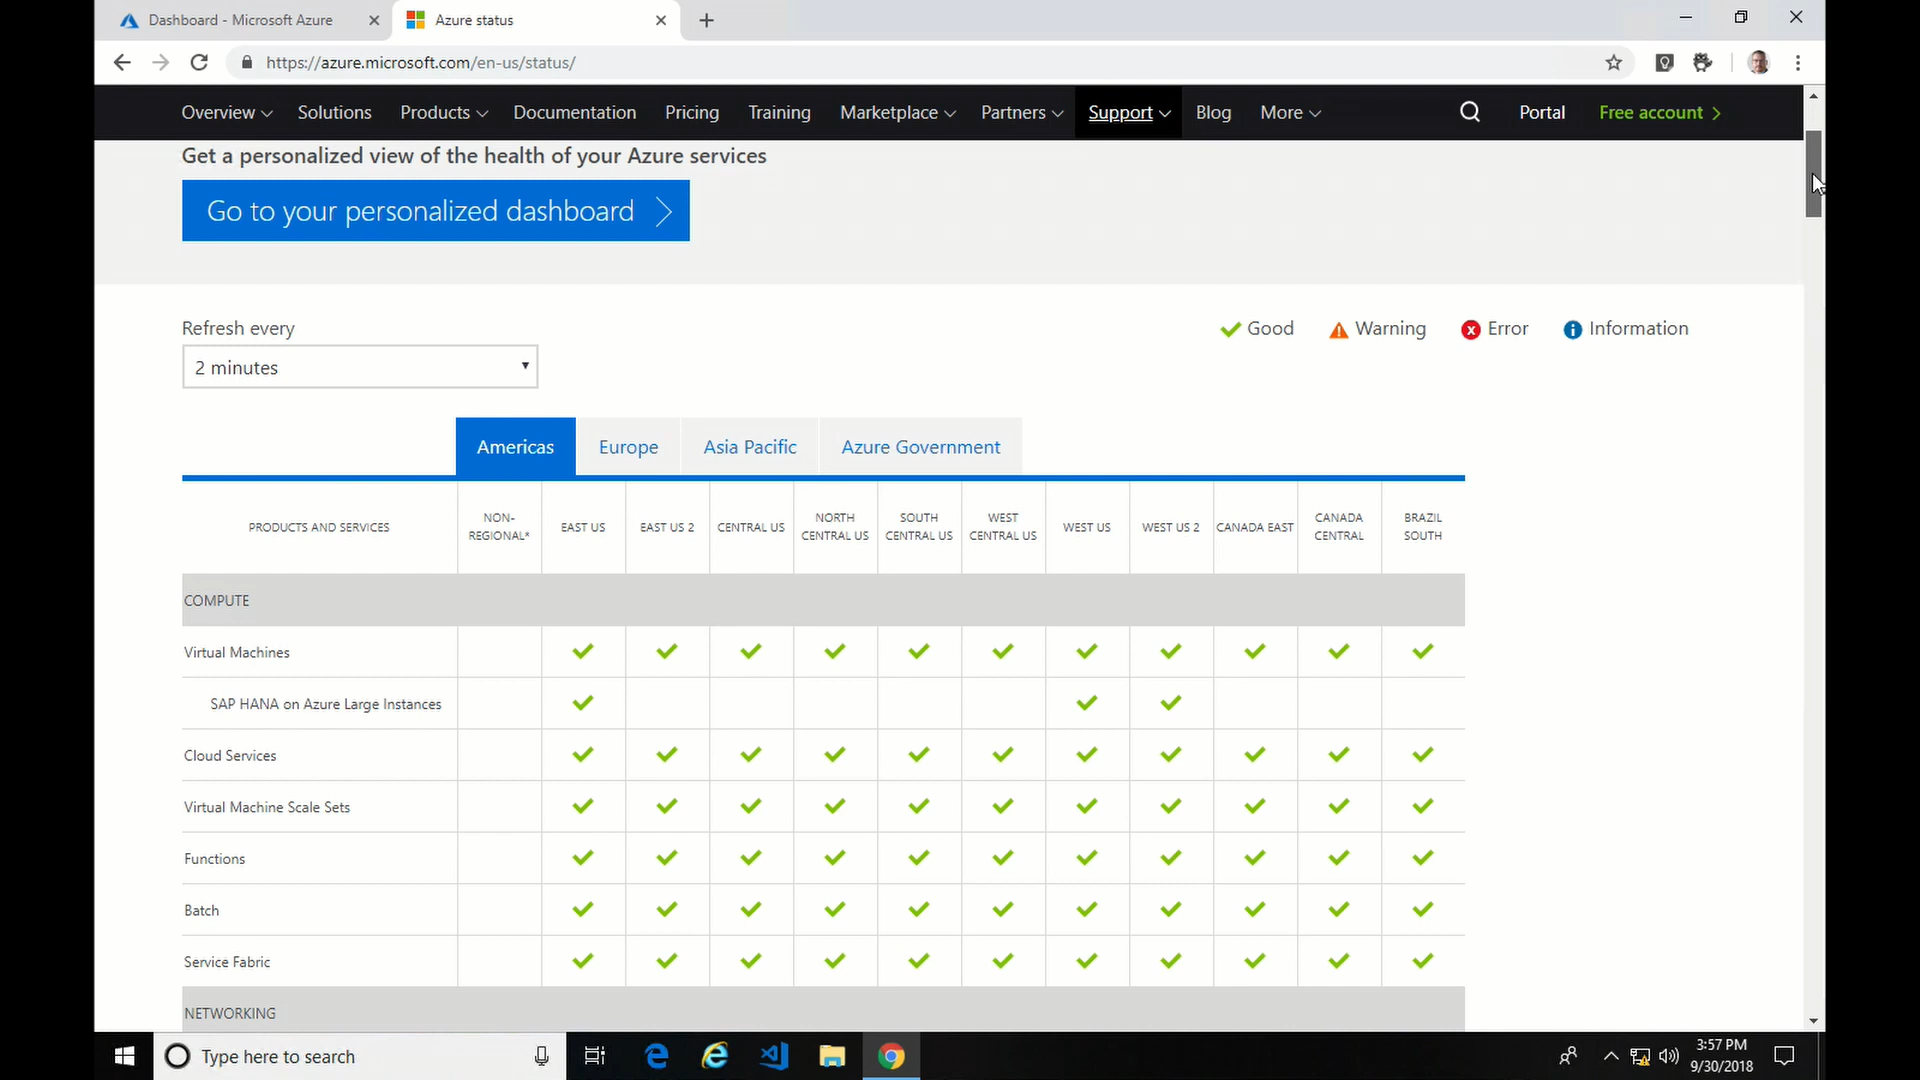 Dashboard - Microsoft Azure
Azure status
https://azure.microsoft.com/en-us/status/
Overview Solutions Products Documentation Pricing Training Marketplace Partners Support Blog More Portal Free account
Get a personalized view of the health of your Azure services
Go to your personalized dashboard
Refresh every
Good Warning Error Information
2 minutes
Americas Europe Asia Pacific Azure Government
PRODUCTS AND SERVICES NON-REGIONAL* EAST US EAST US 2 CENTRAL US NORTH CENTRAL US SOUTH CENTRAL US WEST CENTRAL US WEST US WEST US 2 CANADA EAST CANADA CENTRAL BRAZIL SOUTH
COMPUTE
Virtual Machines
SAP HANA on Azure Large Instances
Cloud Services
Virtual Machine Scale Sets
Functions
Batch
Service Fabric
NETWORKING
Type here to search
3:57 PM
9/30/2018